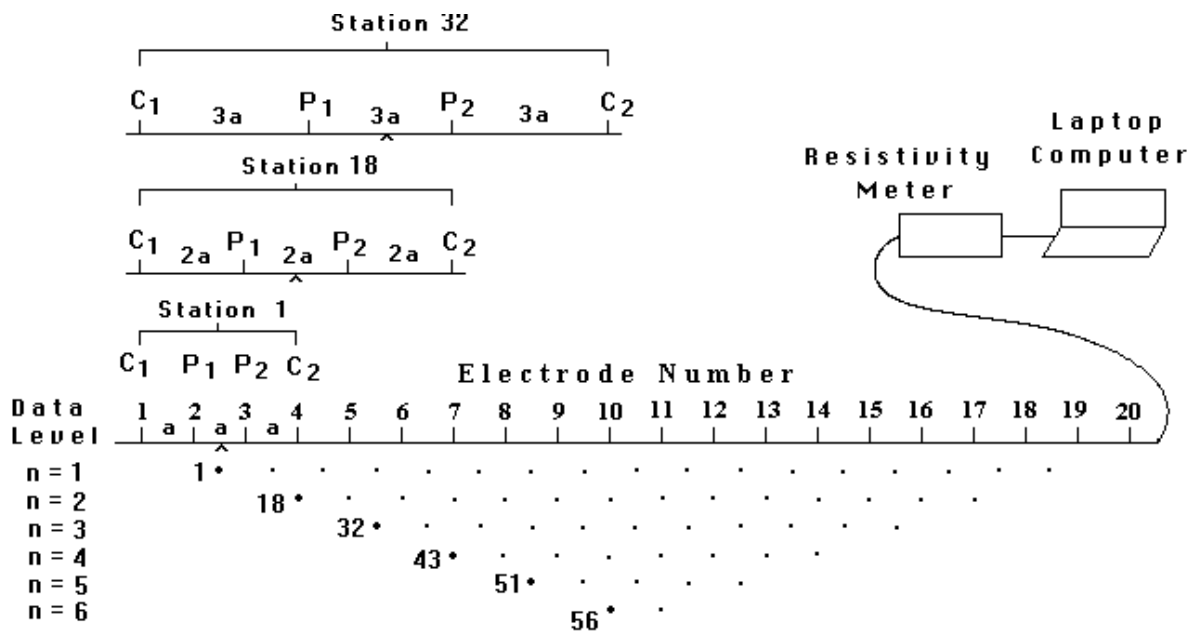 Station 32
C1 3a P1 3a P2 3a C2
Station 18
C1 2a P1 2a P2 2a C2
Station 1
C1 P1 P2 C2
Resistivity
Meter
Laptop
Computer
Electrode Number
Data
Level
1 2 3 4 5 6 7 8 9 10 11 12 13 14 15 16 17 18 19 20
a a a
n = 1 1
n = 2 18
n = 3 32
n = 4 43
n = 5 51
n = 6 56